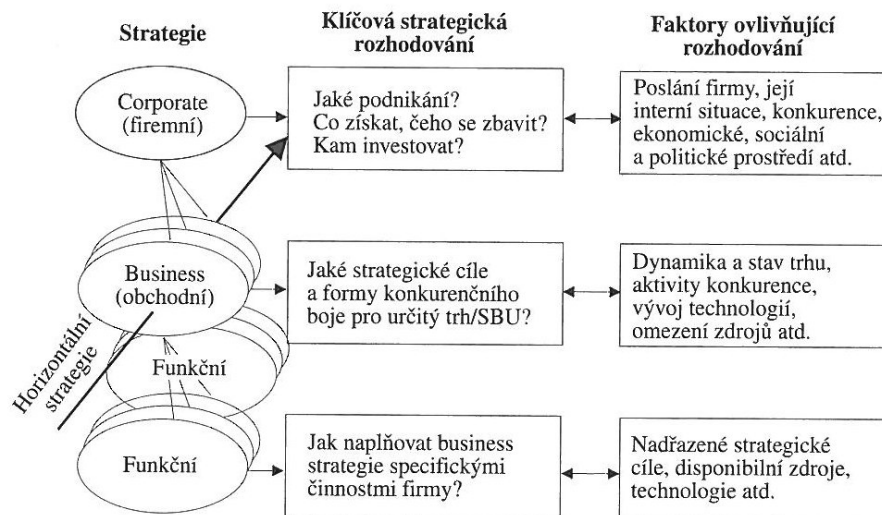 Strategie
Klíčová strategická
rozhodování
Faktory ovlivňující
rozhodování
Corporate
(firemní)
Jaké podnikání?
Co získat, čeho se zbavit?
Kam investovat?
Poslání firmy, její
interní situace, konkurence,
ekonomické, sociální
a politické prostředí atd.
Business
(obchodní)
Jaké strategické cíle
a formy konkurenčního
boje pro určitý trh/SBU?
Dynamika a stav trhu,
aktivity konkurence,
vývoj technologií,
omezení zdrojů atd.
Horizontální
strategie
Funkční
Funkční
Jak naplňovat business
strategie specifickými
činnostmi firmy?
Nadřazené strategické
cíle, disponibilní zdroje,
technologie atd.